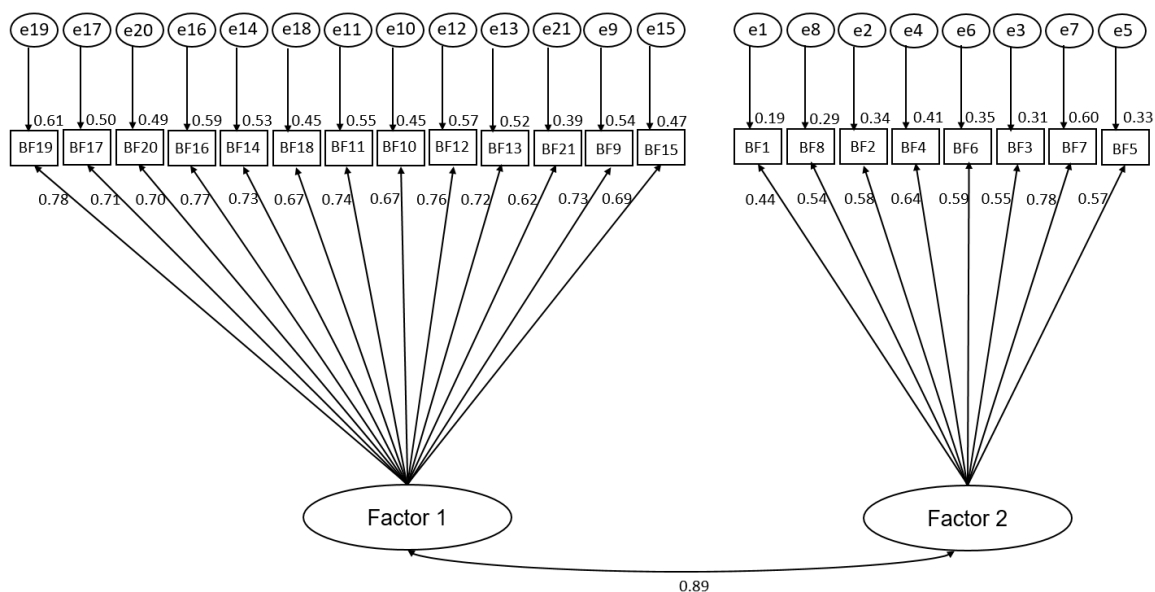 e19 e17 e20 e16 e14 e18 e11 e10 e12 e13 e21 e9 e15 e1 e8 e2 e4 e6 e3 e7 e5
0.61 0.50 0.49 0.59 0.53 0.45 0.55 0.45 0.57 0.52 0.39 0.54 0.47 0.19 0.29 0.34 0.41 0.35 0.31 0.60 0.33
BF19 BF17 BF20 BF16 BF14 BF18 BF11 BF10 BF12 BF13 BF21 BF9 BF15 BF1 BF8 BF2 BF4 BF6 BF3 BF7 BF5
0.78 0.71 0.70 0.77 0.73 0.67 0.74 0.67 0.76 0.72 0.62 0.73 0.69 0.44 0.54 0.58 0.64 0.59 0.55 0.78 0.57
Factor 1 Factor 2
0.89